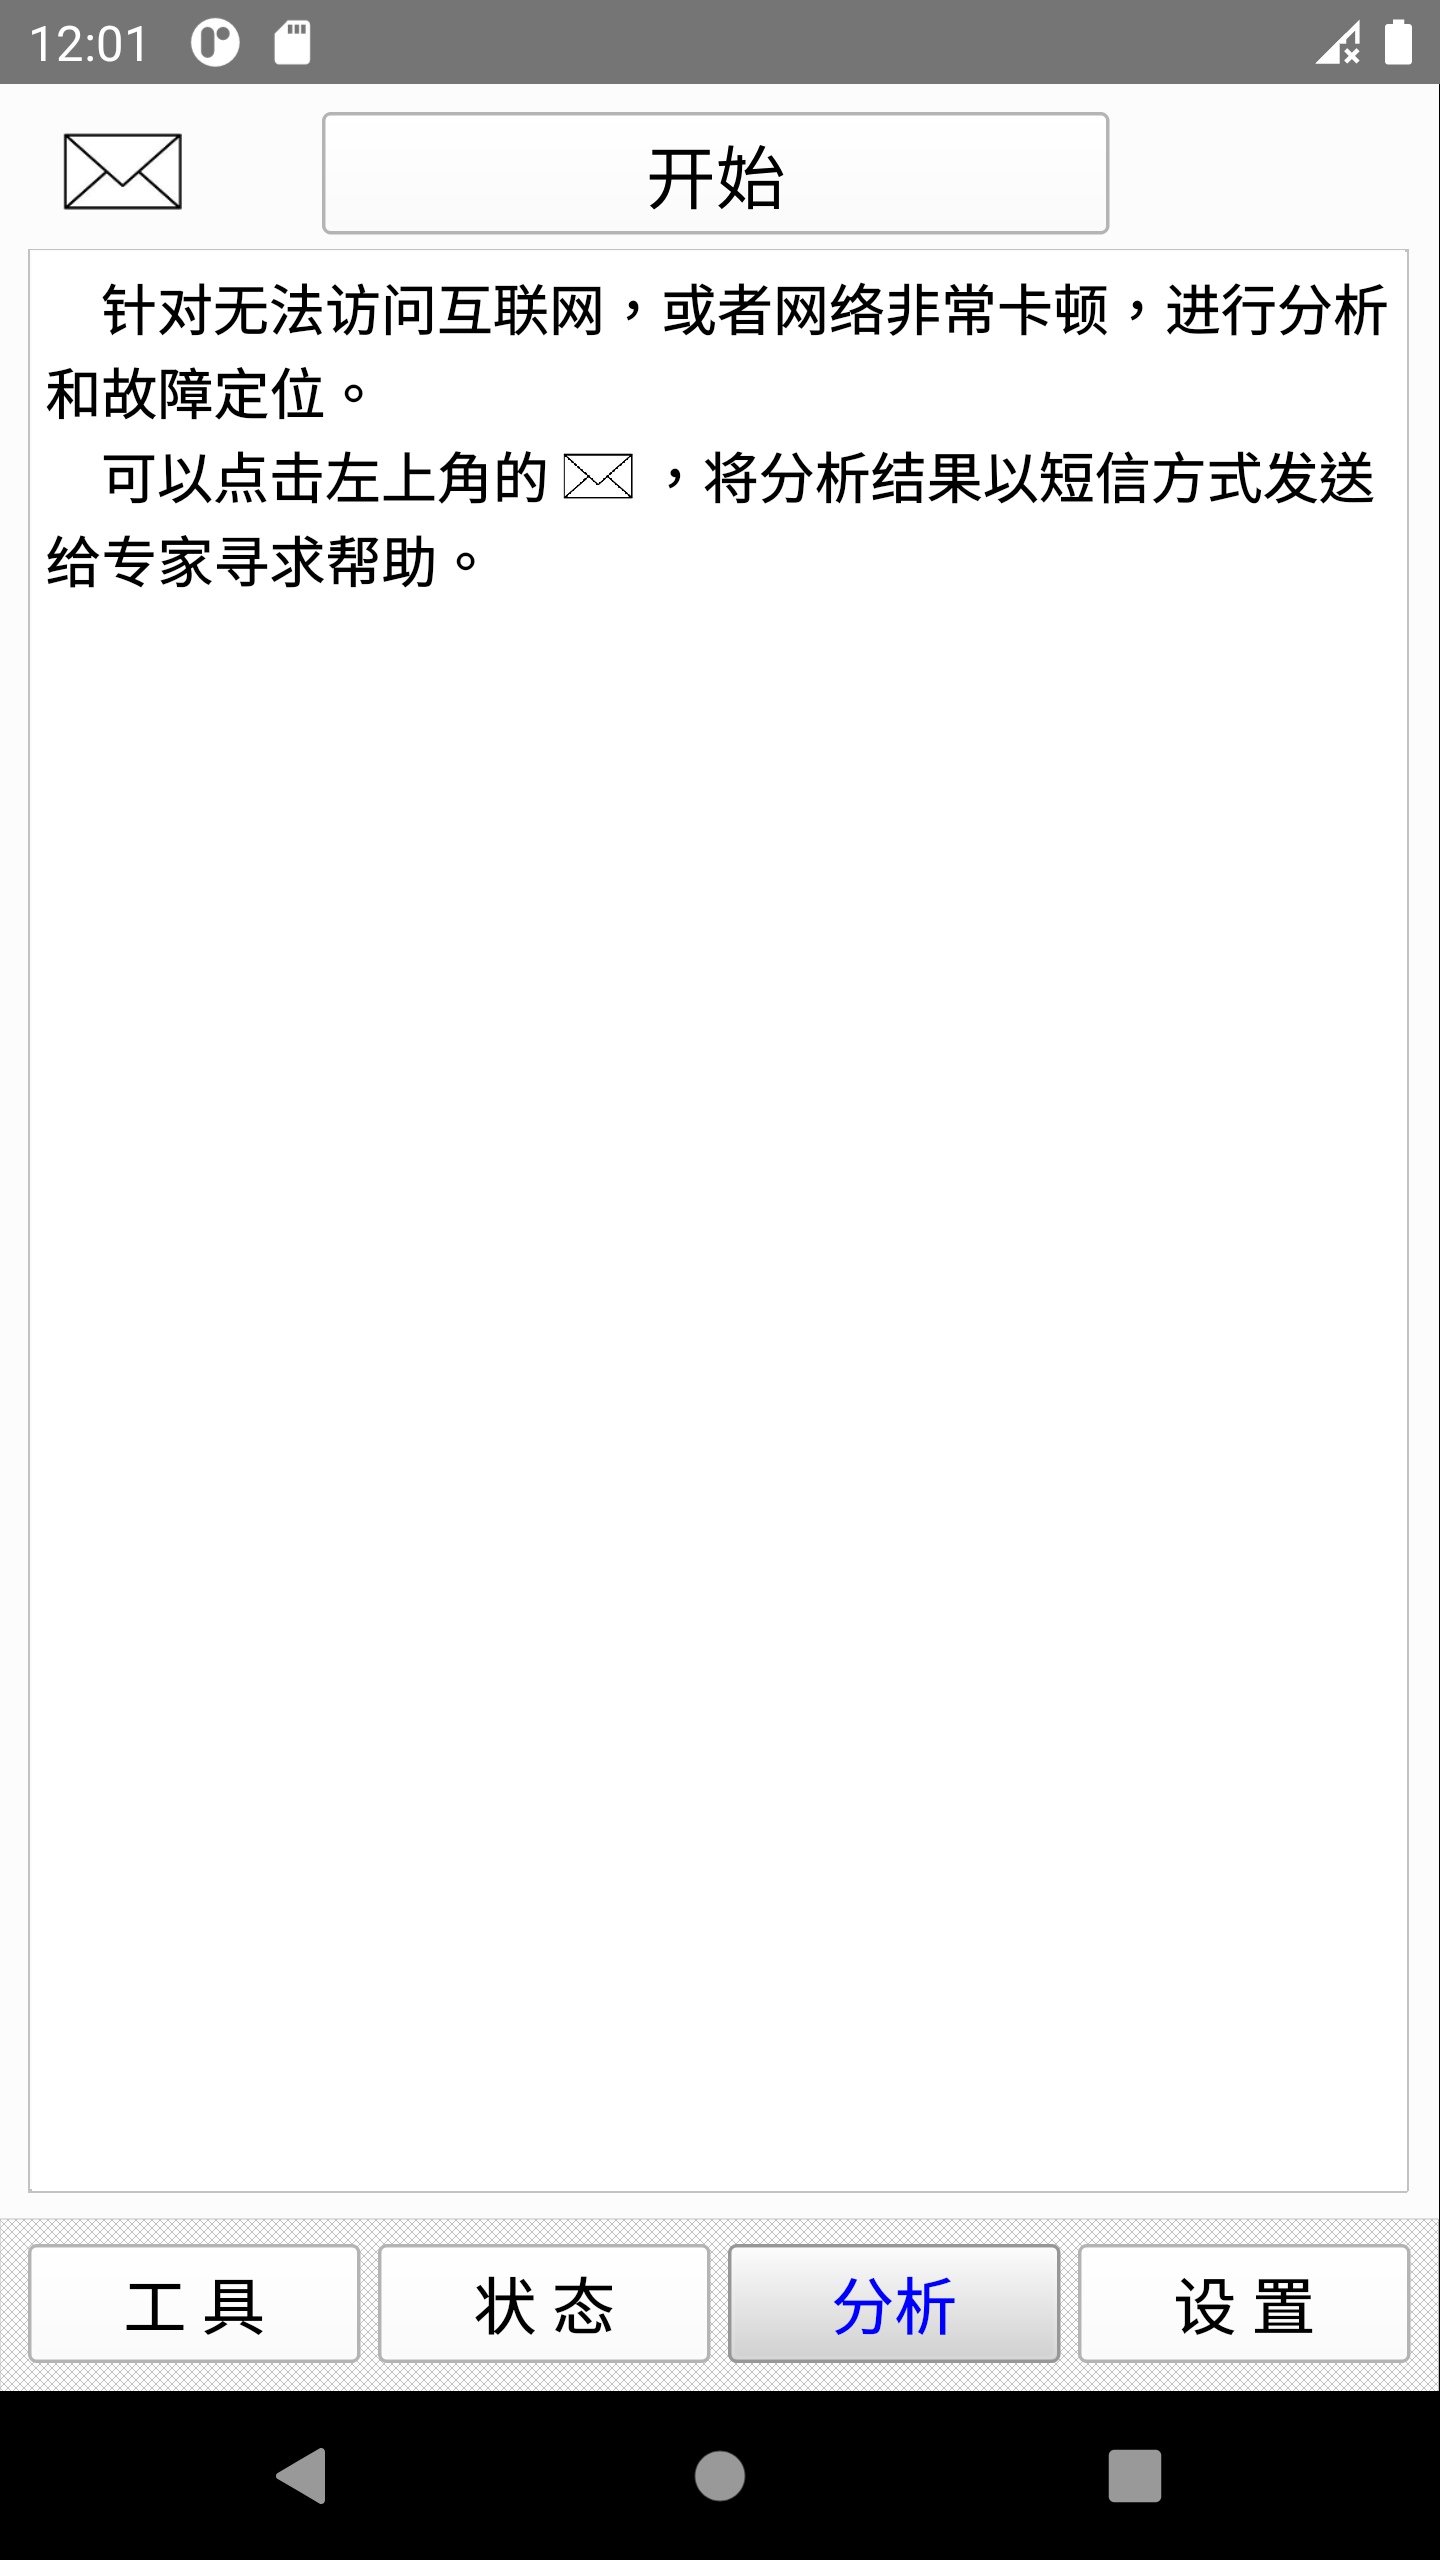 12:01
开始
针对无法访问互联网，或者网络非常卡顿，进行分析
和故障定位。
可以点击左上角的 ，将分析结果以短信方式发送
给专家寻求帮助。
工 具
状 态
分析
设 置